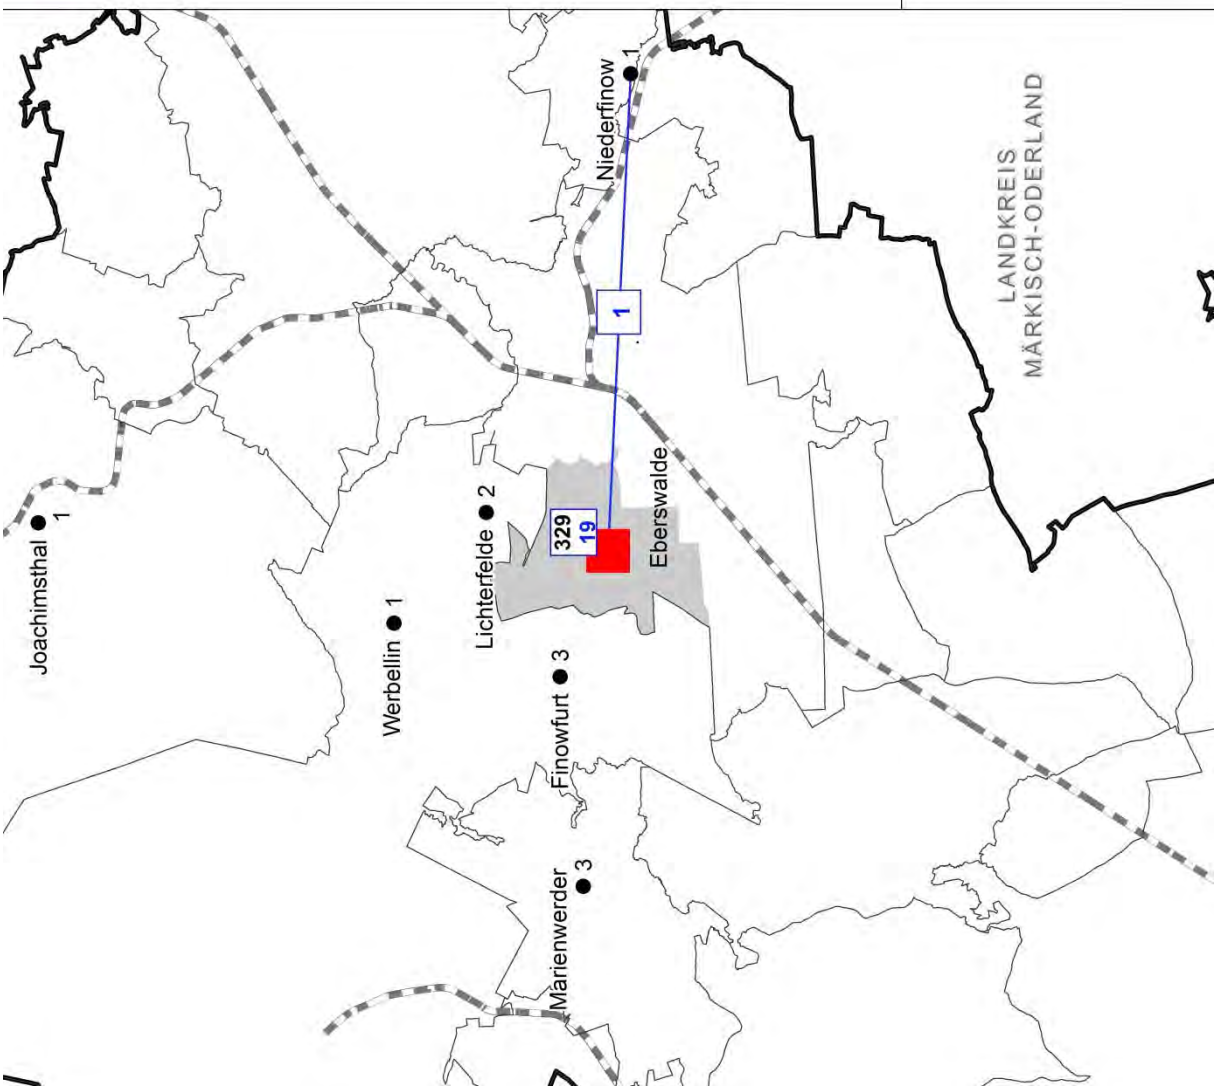 Joachimsthal
1
Werbellin
1
Lichterfelde
2
Finowfurt
3
Marienwerder
3
329
19
Eberswalde
1
Niederfinow
1
LANDKREIS
MÄRKISCH-ODERLAND